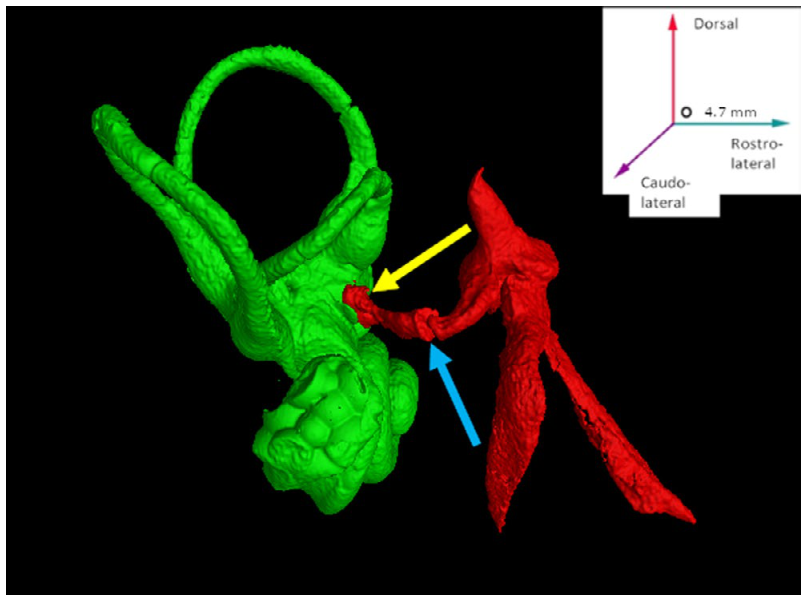 Dorsal
4.7 mm
Rostro-
lateral
Caudo-
lateral